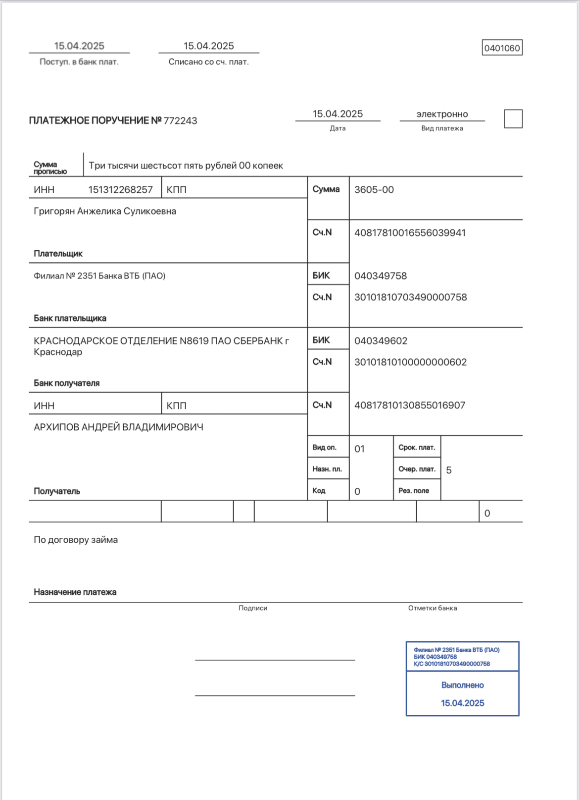 15.04.2025
15.04.2025
0401060
Поступ. в банк плат.
Списано со сч. плат.
ПЛАТЕЖНОЕ ПОРУЧЕНИЕ № 772243
15.04.2025
электронно
Дата
Вид платежа
Сумма прописью
Три тысячи шестьсот пять рублей 00 копеек
ИНН 151312268257
КПП
Сумма
3605-00
Григорян Анжелика Суликоевна
Сч.N
40817810016556039941
Плательщик
Филиал № 2351 Банка ВТБ (ПАО)
БИК
040349758
Сч.N
30101810703490000758
Банк плательщика
КРАСНОДАРСКОЕ ОТДЕЛЕНИЕ N8619 ПАО СБЕРБАНК г
Краснодар
БИК
040349602
Сч.N
30101810100000000602
Банк получателя
ИНН
КПП
Сч.N
40817810130855016907
АРХИПОВ АНДРЕЙ ВЛАДИМИРОВИЧ
Вид оп.
01
Срок. плат.
Назн. пл.
Очер. плат.
5
Получатель
Код
0
Рез. поле
0
По договору займа
Назначение платежа
Подписи
Отметки банка
Филиал № 2351 Банка ВТБ (ПАО)
БИК 040349758
К/С 30101810703490000758
Выполнено
15.04.2025